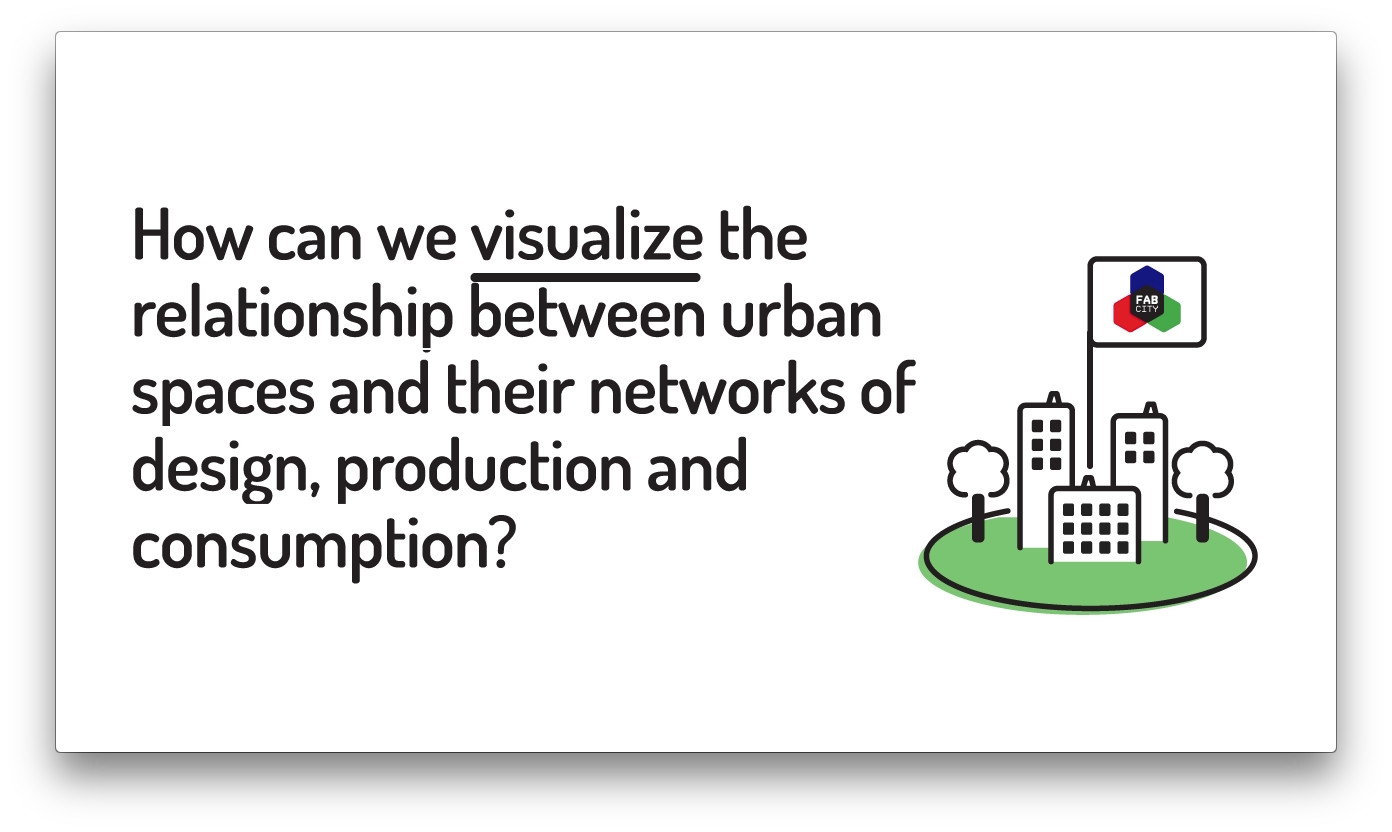 How can we visualize the
relationship between urban
spaces and their networks of
design, production and
consumption?
FAB
CITY